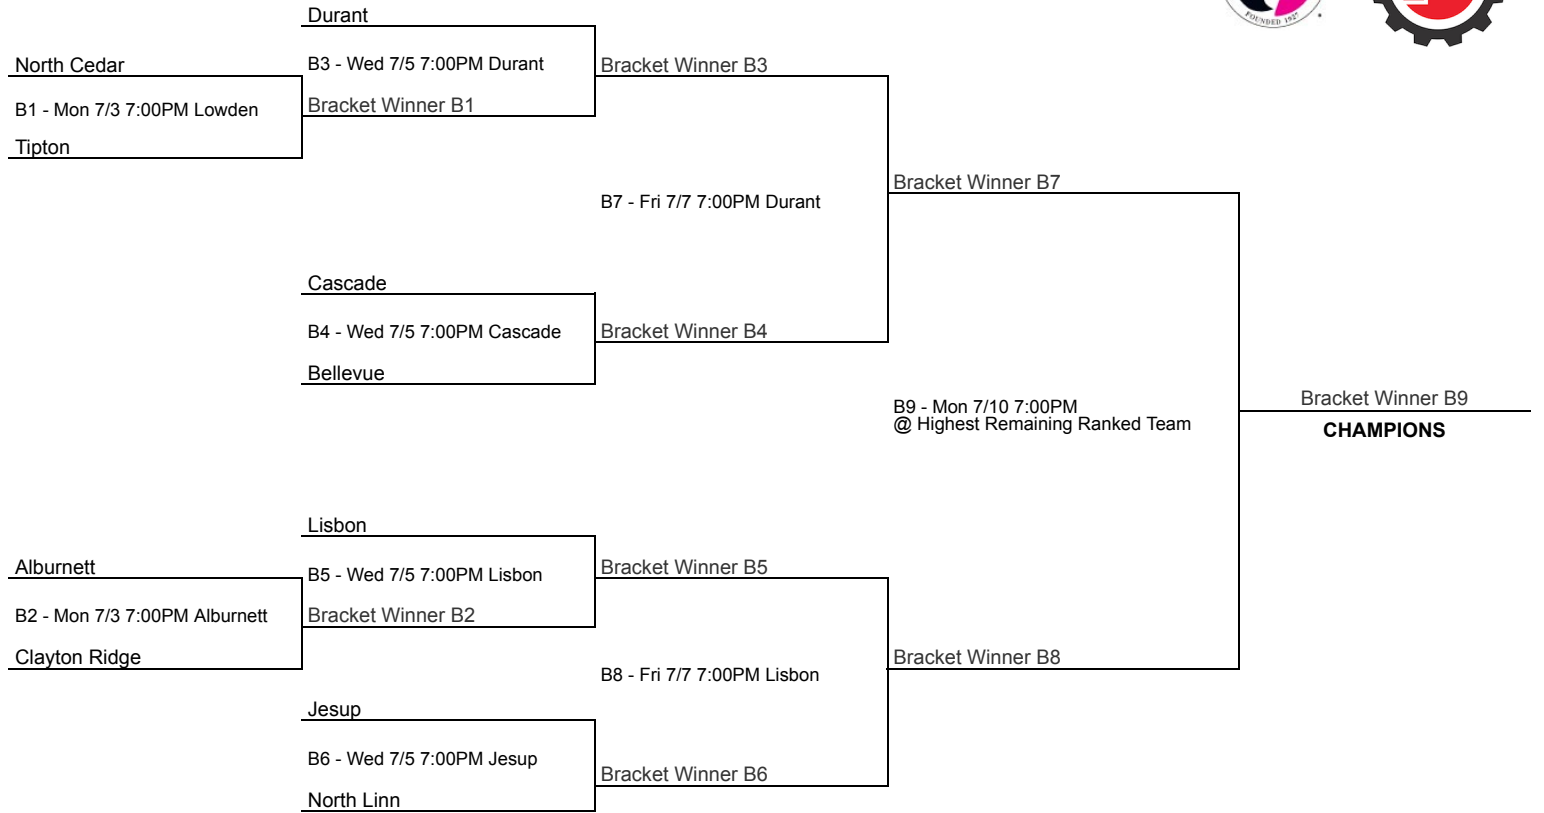 Durant
FOUNDED 1927
North Cedar
B3 - Wed 7/5 7:00PM Durant
Bracket Winner B3
B1 - Mon 7/3 7:00PM Lowden
Bracket Winner B1
Tipton
Bracket Winner B7
B7 - Fri 7/7 7:00PM Durant
Cascade
B4 - Wed 7/5 7:00PM Cascade
Bracket Winner B4
Bellevue
Bracket Winner B9
B9 - Mon 7/10 7:00PM
@ Highest Remaining Ranked Team
CHAMPIONS
Lisbon
Alburnett
B5 - Wed 7/5 7:00PM Lisbon
Bracket Winner B5
B2 - Mon 7/3 7:00PM Alburnett
Bracket Winner B2
Clayton Ridge
Bracket Winner B8
B8 - Fri 7/7 7:00PM Lisbon
Jesup
B6 - Wed 7/5 7:00PM Jesup
Bracket Winner B6
North Linn